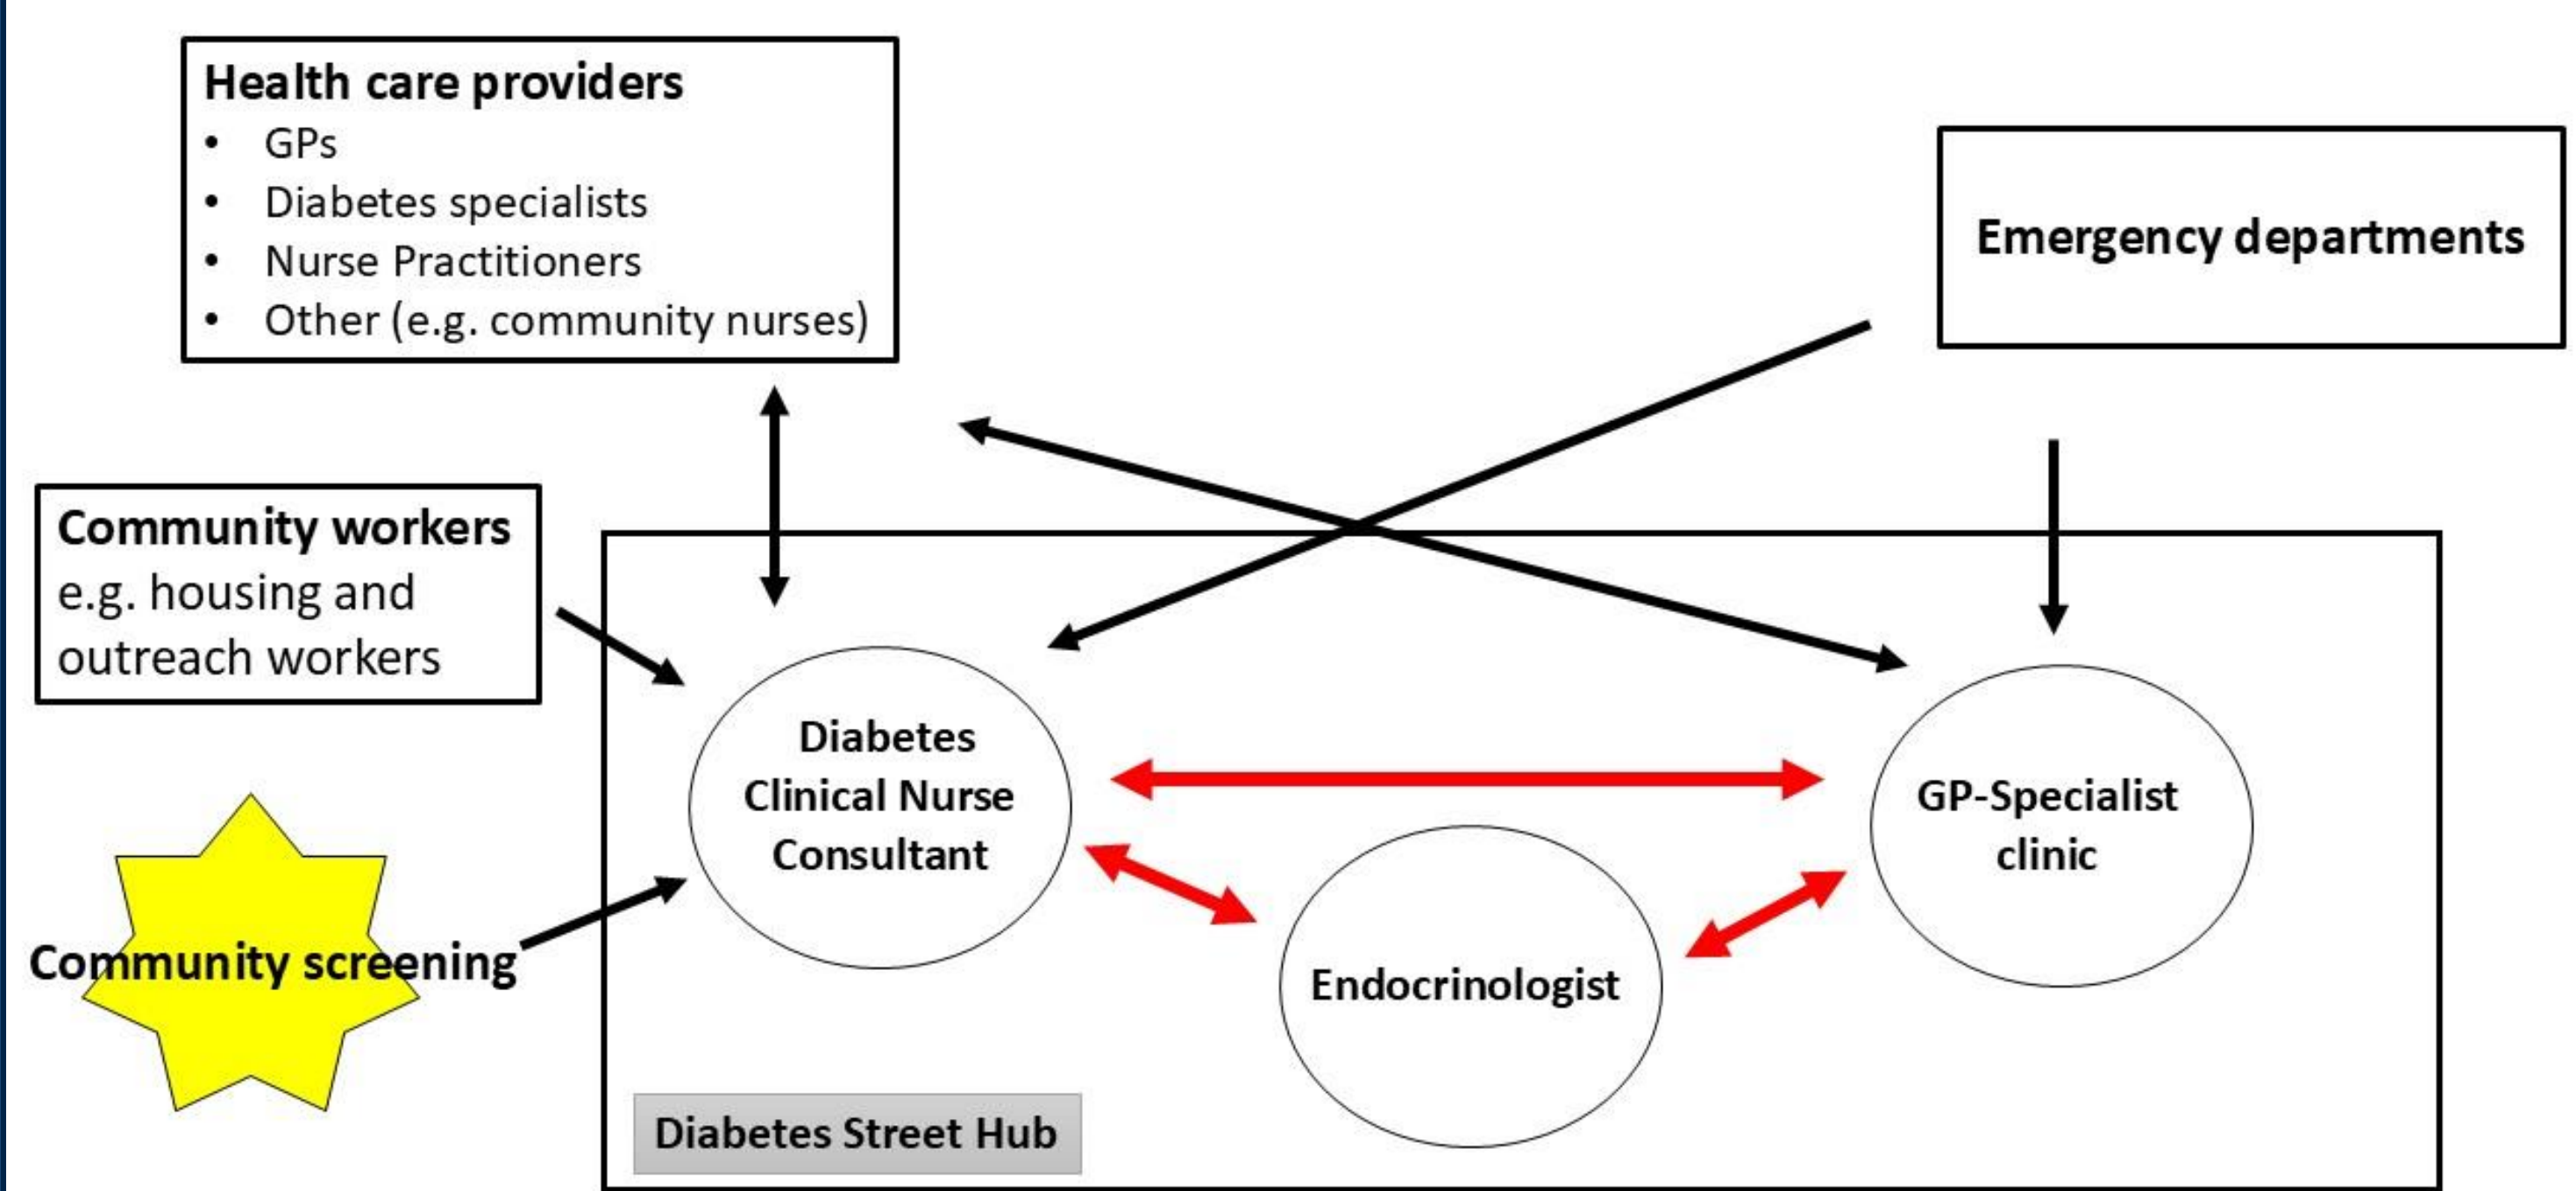 Health care providers
• GPs
• Diabetes specialists
• Nurse Practitioners
• Other (e.g. community nurses)
Emergency departments
Community workers
e.g. housing and
outreach workers
Diabetes
Clinical Nurse
Consultant
GP-Specialist
clinic
Community screening
Endocrinologist
Diabetes Street Hub